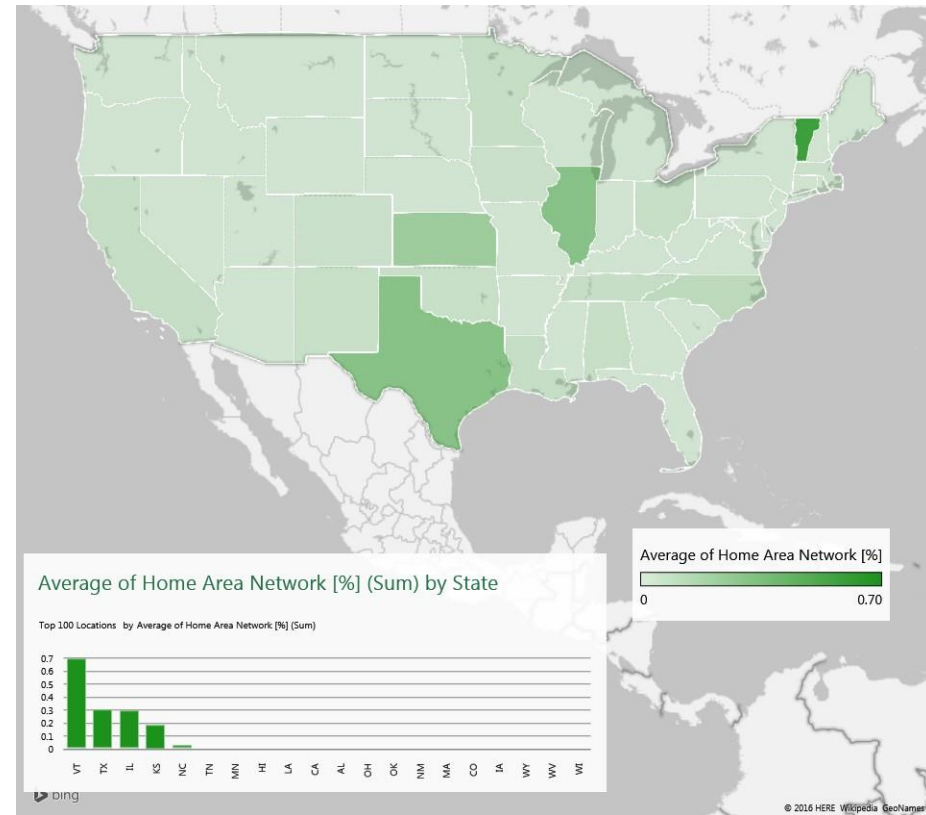 Average of Home Area Network [%]
0 0.70
Average of Home Area Network [%] (Sum) by State
Top 100 Locations by Average of Home Area Network [%] (Sum)
0.7
0.6
0.5
0.4
0.3
0.2
0.1
0
VT TX IL KS NC TN MN HI LA CA AL OH OK NM MA CO IA WY WV WI
bing
© 2016 HERE Wikipedia GeoNames